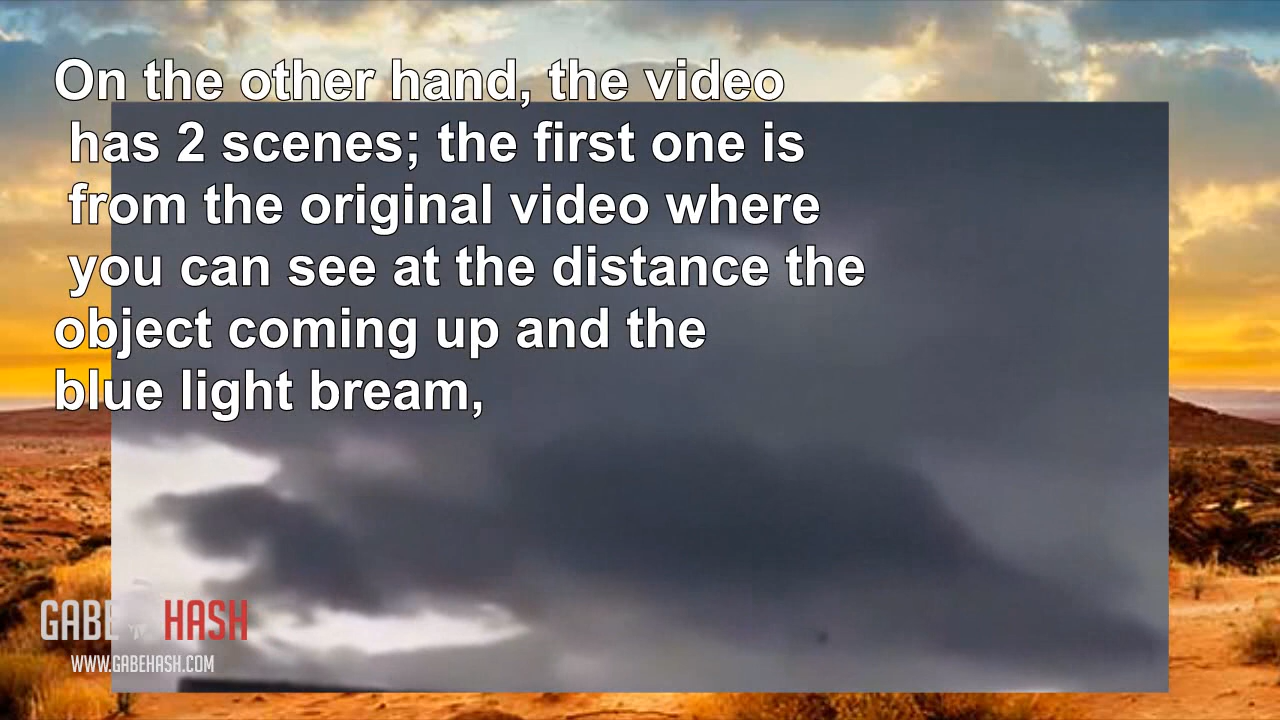 On the other hand, the video
has 2 scenes; the first one is
from the original video where
you can see at the distance the
object coming up and the
blue light bream,
GABE HASH
WWW.GABEHASH.COM